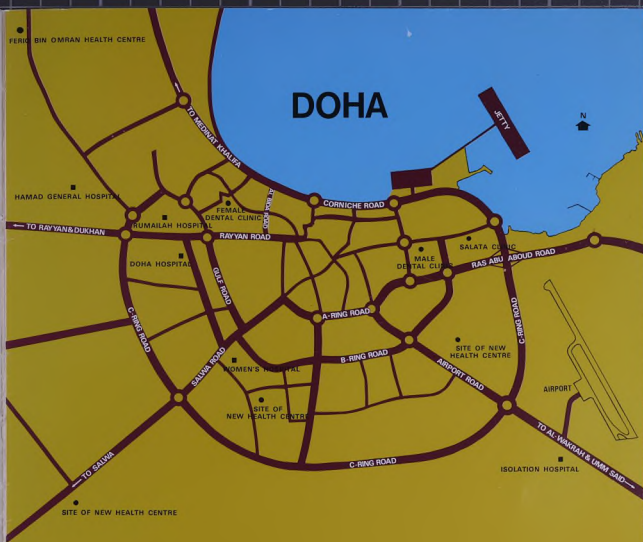 FERIG BIN OMRAN HEALTH CENTRE
DOHA
JETTY
N
← TO MEDINAT KHALIFA
HAMAD GENERAL HOSPITAL
FEMALE
DENTAL CLINIC
CORNICHE ROAD
← TO RAYYAN & DUKHAN
RUMAILAH HOSPITAL
RAYYAN ROAD
SALATA CLINIC
MALE
DENTAL CLINIC
RAS ABU ABOUD ROAD
DOHA HOSPITAL
GULF ROAD
C-RING ROAD
A-RING ROAD
C-RING ROAD
B-RING ROAD
SITE OF NEW
HEALTH CENTRE
SALWA ROAD
WOMEN'S HOSPITAL
AIRPORT ROAD
AIRPORT
SITE OF
NEW HEALTH CENTRE
TO AL-WAKRAH & UMM SAID →
← TO SALWA
C-RING ROAD
ISOLATION HOSPITAL
SITE OF NEW HEALTH CENTRE